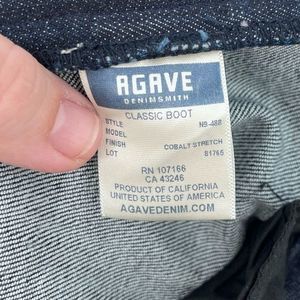 AGAVE
DENIMSMITH
CLASSIC BOOT
STYLE N9-488
MODEL
FINISH COBALT STRETCH
LOT 81765
RN 107166
CA 43246
PRODUCT OF CALIFORNIA
UNITED STATES OF AMERICA
AGAVEDENIM.COM